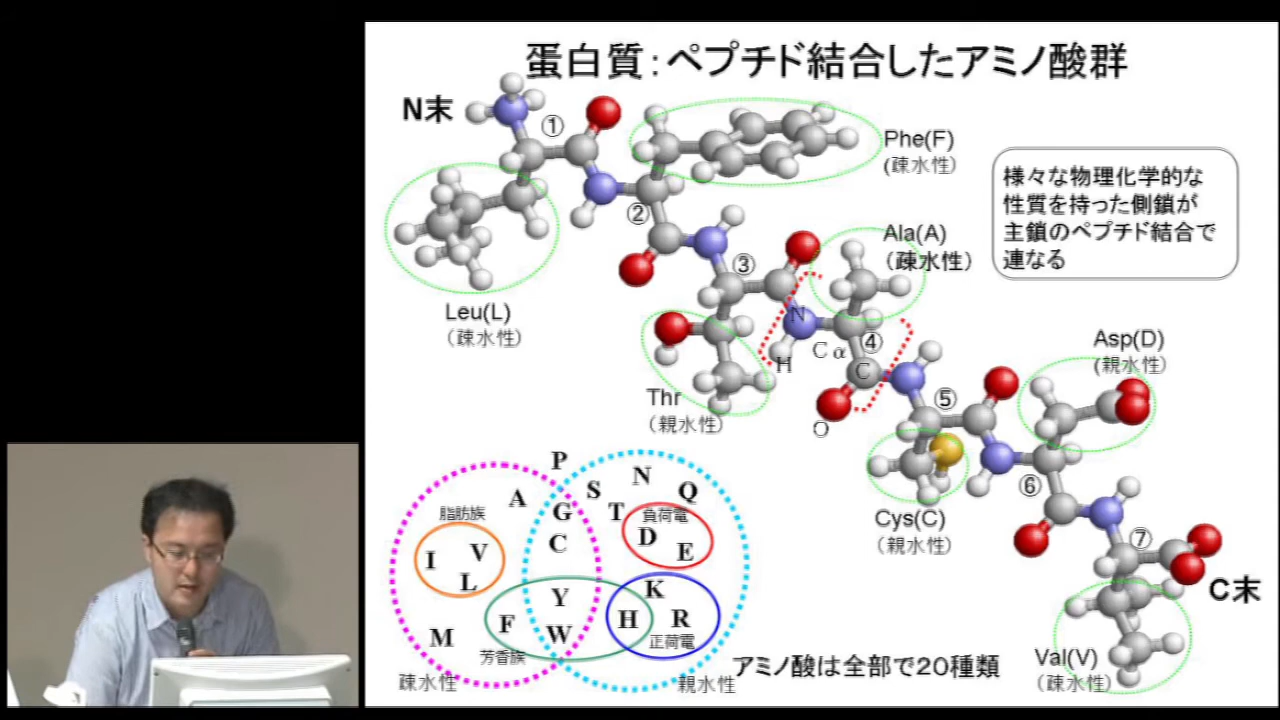 蛋白質：ペプチド結合したアミノ酸群
N末
①
Phe(F)
(疎水性)
様々な物理化学的な
性質を持った側鎖が
主鎖のペプチド結合で
連なる
②
Leu(L)
（疎水性）
③
Ala(A)
（疎水性）
N
H
C α
④
C
O
Thr
（親水性）
Asp(D)
(親水性)
⑤
Cys(C)
（親水性）
⑥
⑦
C末
Val(V)
（疎水性）
P
A
G
C
S
N
Q
T
脂肪族
I
V
L
負荷電
D
E
Y
F
W
芳香族
K
H
R
正荷電
M
疎水性
親水性
アミノ酸は全部で20種類